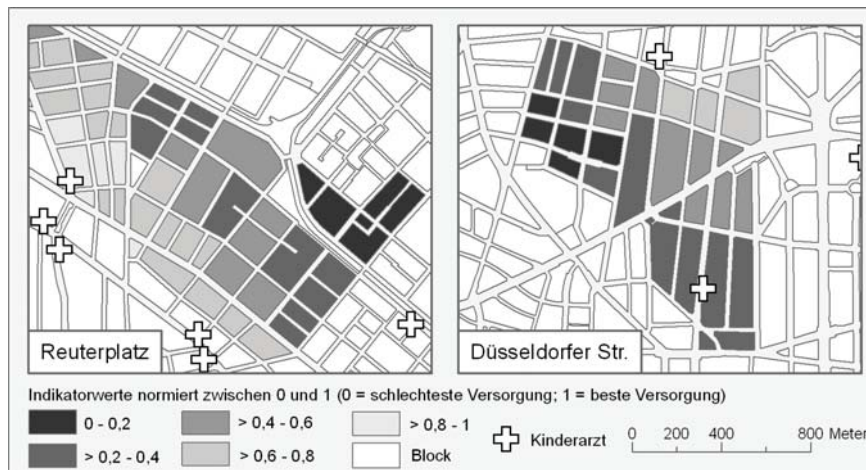 Reuterplatz
Düsseldorfer Str.
Indikatorwerte normiert zwischen 0 und 1 (0 = schlechteste Versorgung; 1 = beste Versorgung)
0 - 0,2
> 0,4 - 0,6
> 0,8 - 1
> 0,2 - 0,4
> 0,6 - 0,8
Block
Kinderarzt
0 200 400 800 Meter